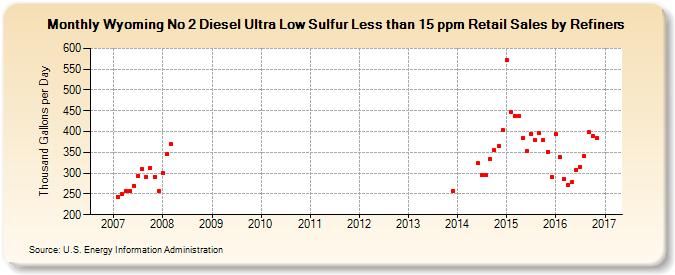 Monthly Wyoming No 2 Diesel Ultra Low Sulfur Less than 15 ppm Retail Sales by Refiners
Thousand Gallons per Day
600
550
500
450
400
350
300
250
200
2007 2008 2009 2010 2011 2012 2013 2014 2015 2016 2017
Source: U.S. Energy Information Administration